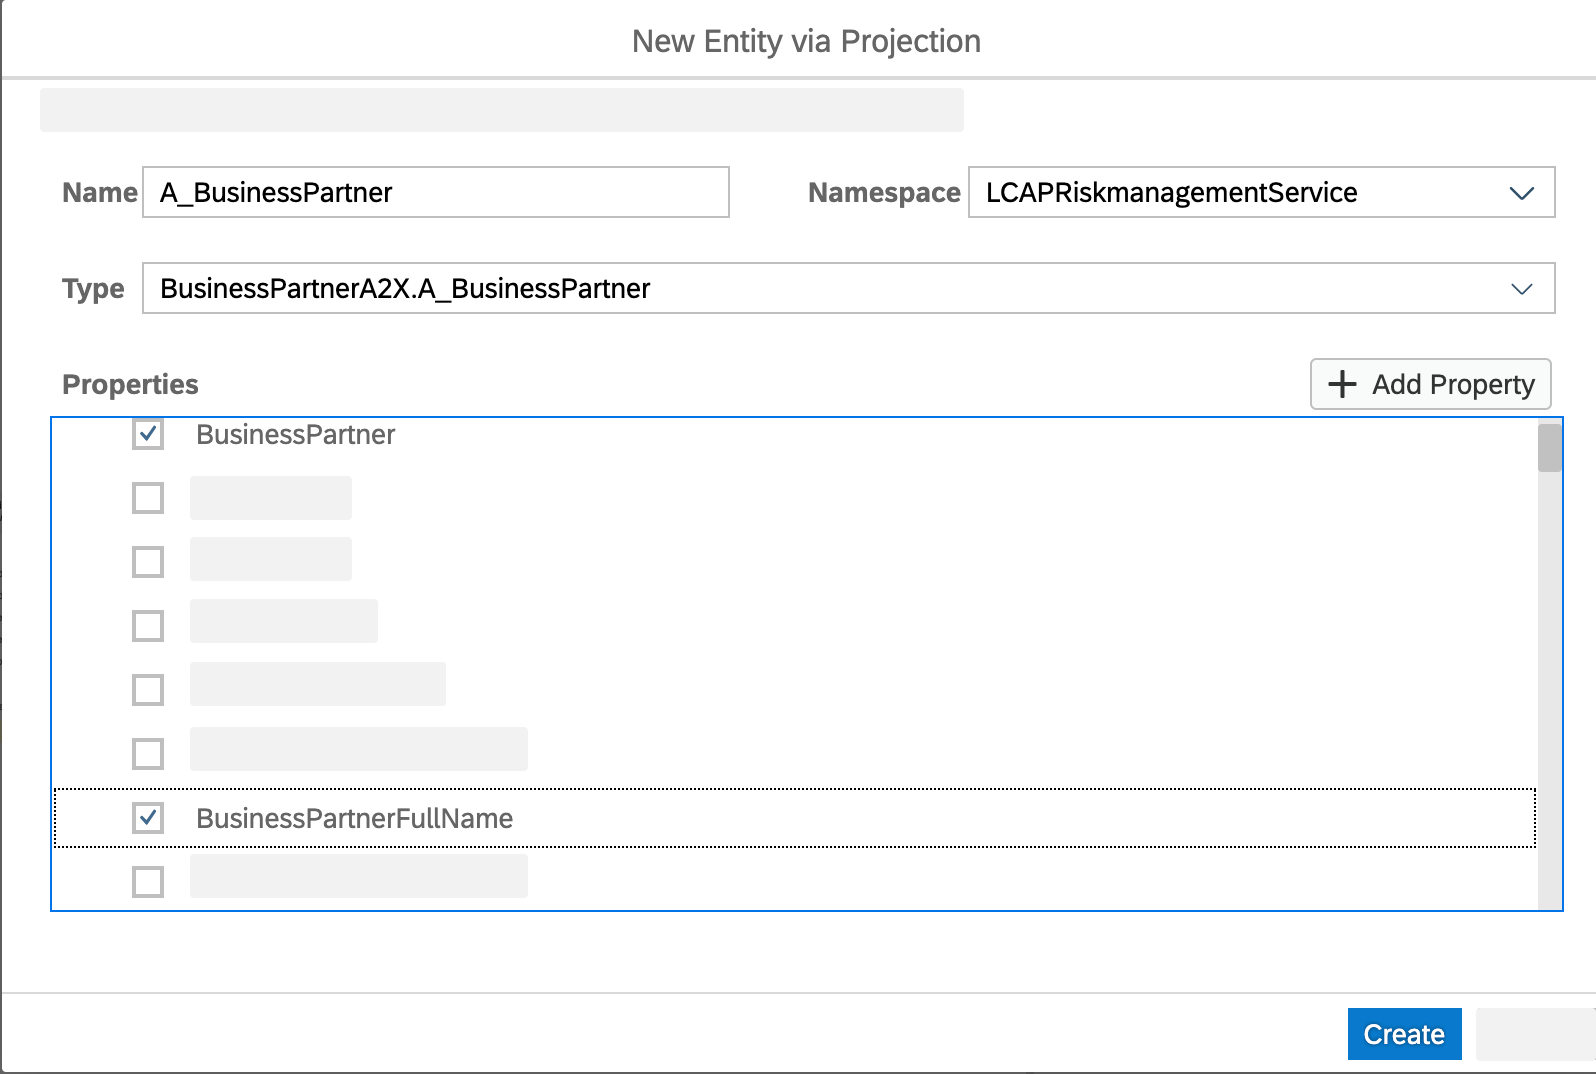 New Entity via Projection
Name A_BusinessPartner Namespace LCAPRiskmanagementService
Type BusinessPartnerA2X.A_BusinessPartner
Properties + Add Property
BusinessPartner
BusinessPartnerFullName
Create